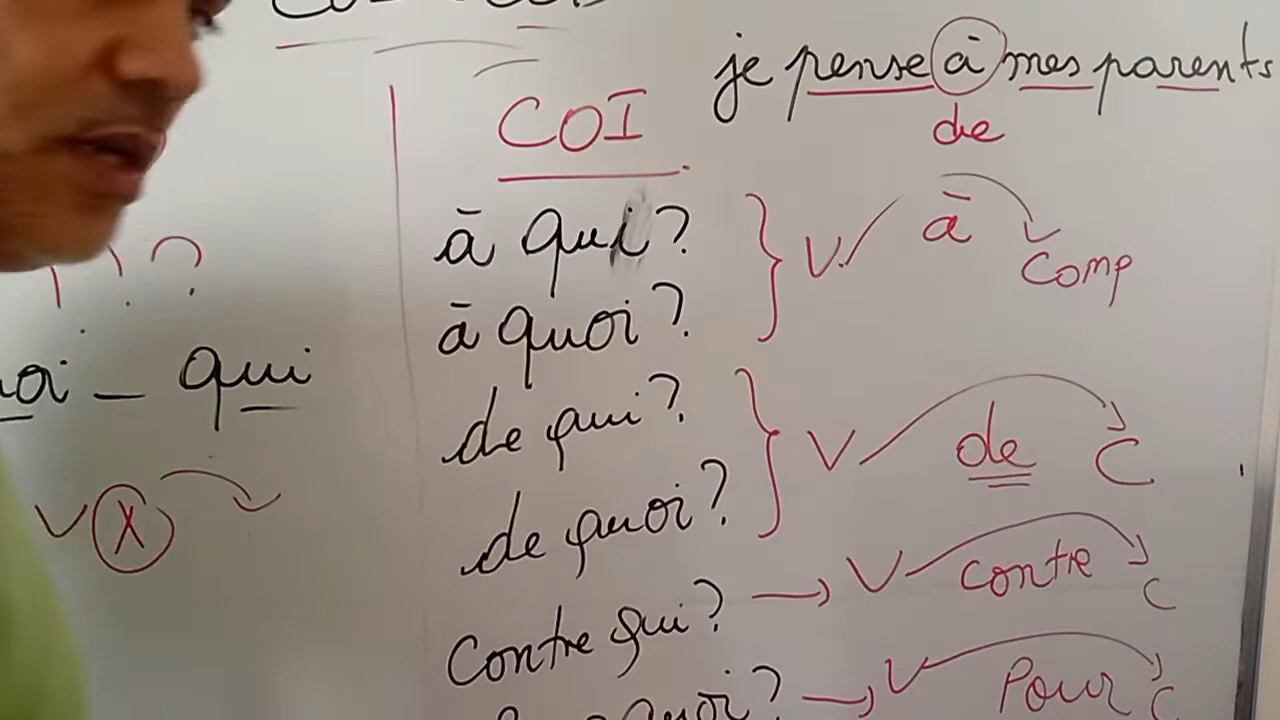 je pense à mes parents
de
COI
à qui? } V à Comp
à quoi?
qui
de qui? } V de C
de quoi?
V X
Contre qui? → V contre C
quoi? → V Pour C